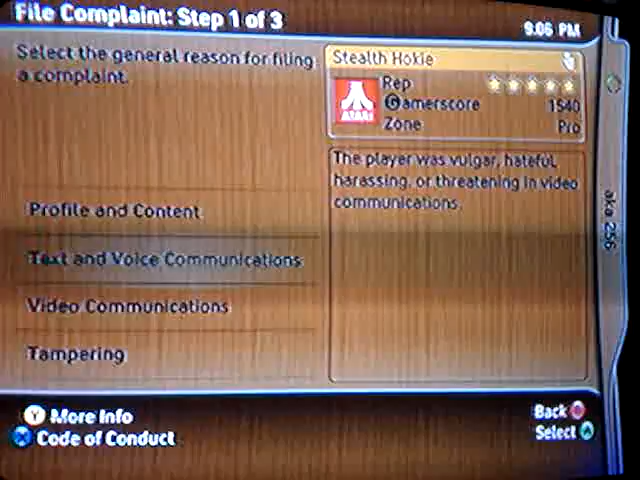 File Complaint: Step 1 of 3
9:06 PM
Select the general reason for filing
a complaint.
Stealth Hokie
Rep
ATARI
Gamerscore 1540
Zone Pro
The player was vulgar, hateful,
harassing, or threatening in video
communications.
Profile and Content
Text and Voice Communications
Video Communications
Tampering
aka 256
Y More Info
X Code of Conduct
Back
Select A